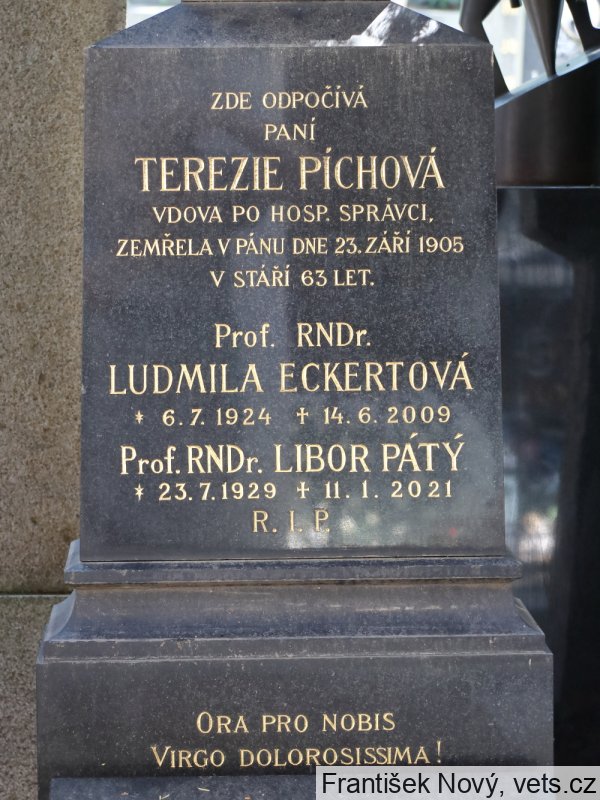 ZDE ODPOČÍVÁ
PANÍ
TEREZIE PÍCHOVÁ
VDOVA PO HOSP. SPRÁVCI,
ZEMŘELA V PÁNU DNE 23. ZÁŘÍ 1905
V STÁŘÍ 63 LET.
Prof. RNDr.
LUDMILA ECKERTOVÁ
* 6. 7. 1924 † 14. 6. 2009
Prof. RNDr. LIBOR PÁTÝ
* 23. 7. 1929 † 11. 1. 2021
R. I. P.
ORA PRO NOBIS
VIRGO DOLOROSISSIMA!
František Nový, vets.cz